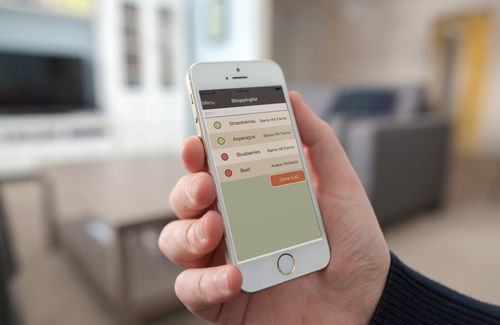 Menu Shoppinglist
Strawberries Barrie Hill Farms
Asparagus Barrie Hill Farms
Blueberries Barrie Hill Farms
Beef Avalon Orchards
Save List